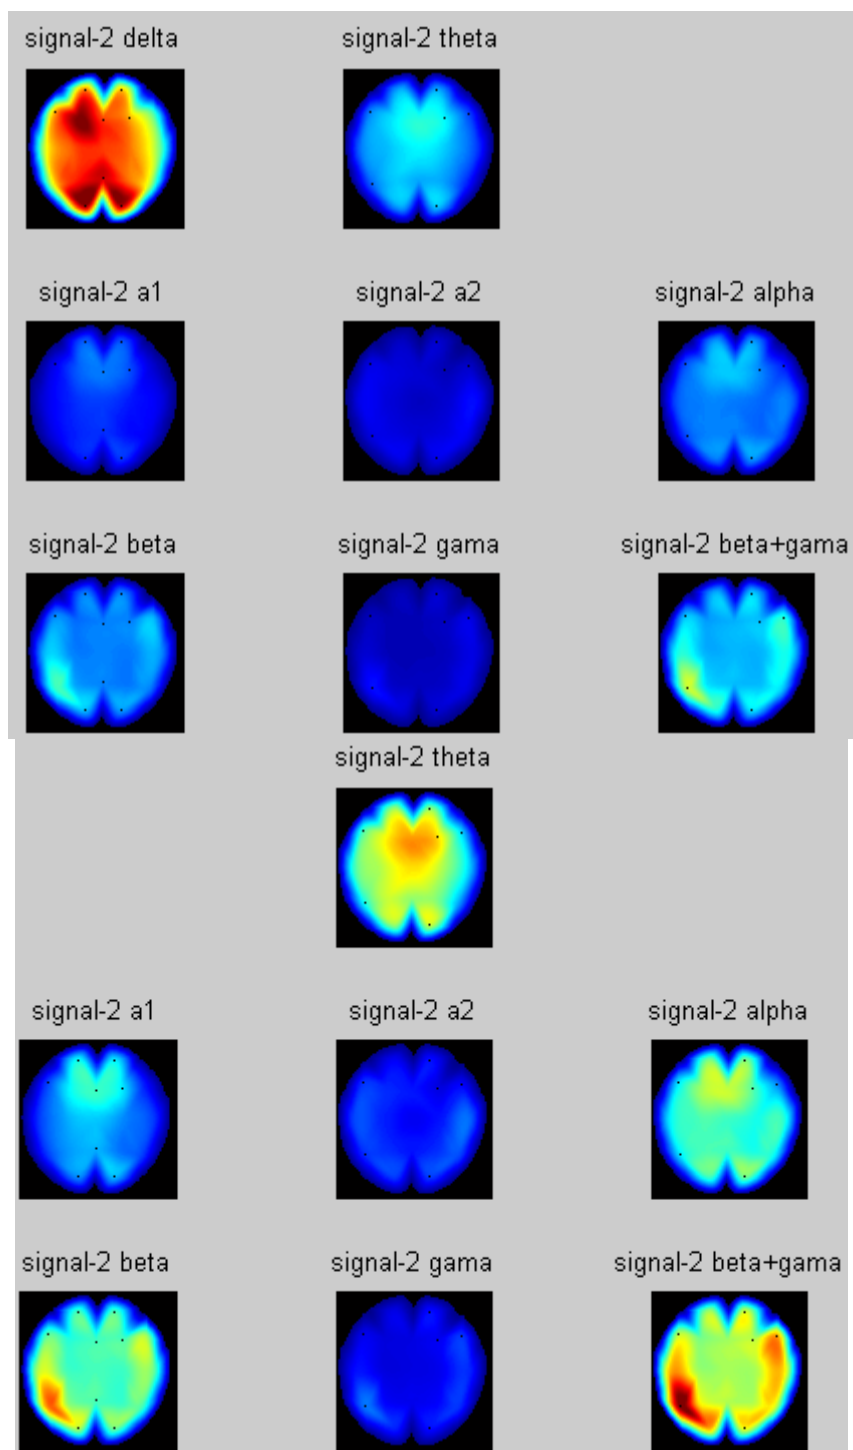 signal-2 delta
signal-2 theta
signal-2 a1
signal-2 a2
signal-2 alpha
signal-2 beta
signal-2 gama
signal-2 beta+gama
signal-2 theta
signal-2 a1
signal-2 a2
signal-2 alpha
signal-2 beta
signal-2 gama
signal-2 beta+gama